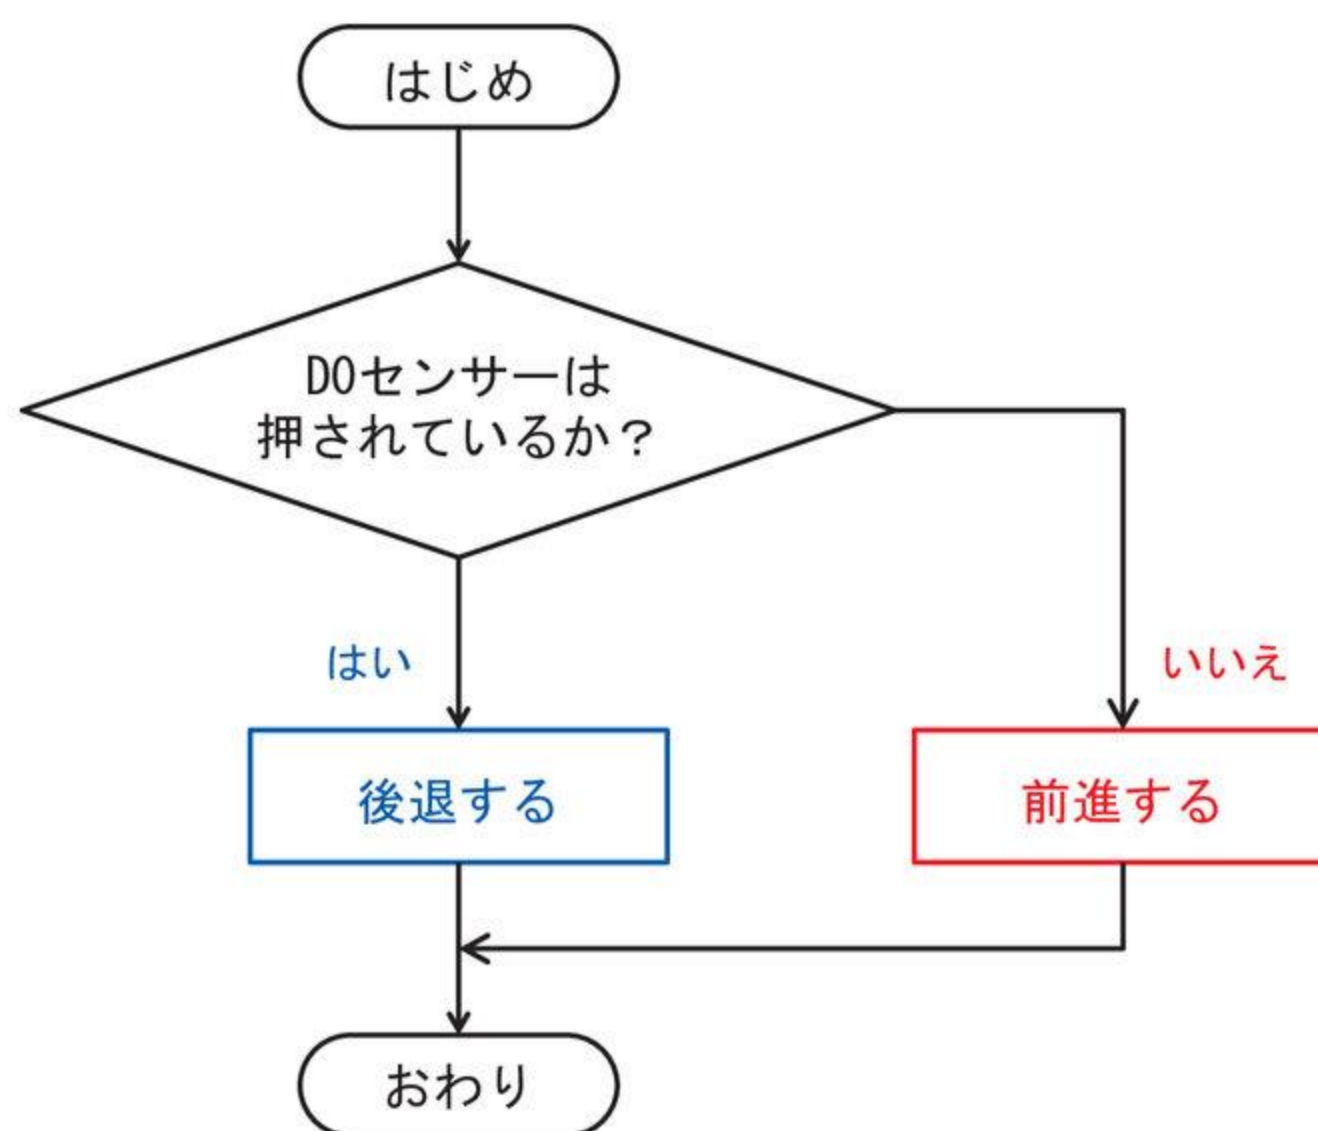 はじめ
D0センサーは
押されているか？
はい
いいえ
後退する
前進する
おわり